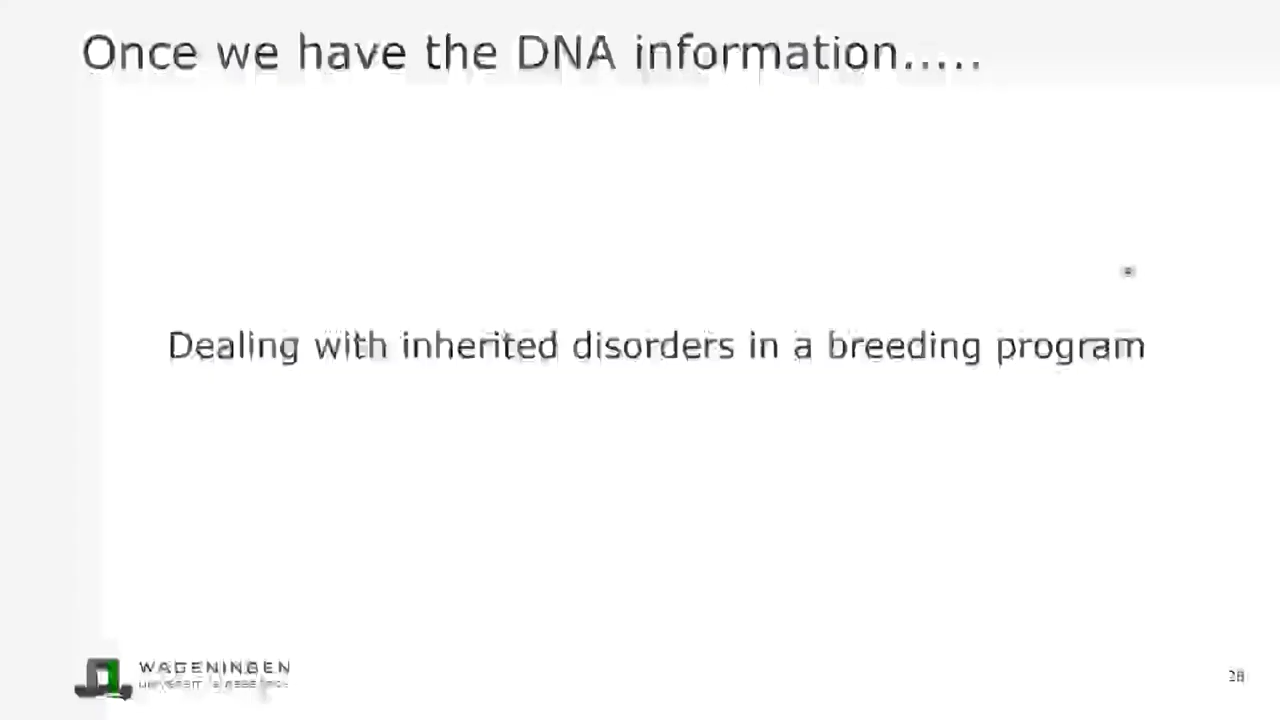 Once we have the DNA information.....
Dealing with inherited disorders in a breeding program
WAGENINGEN
28